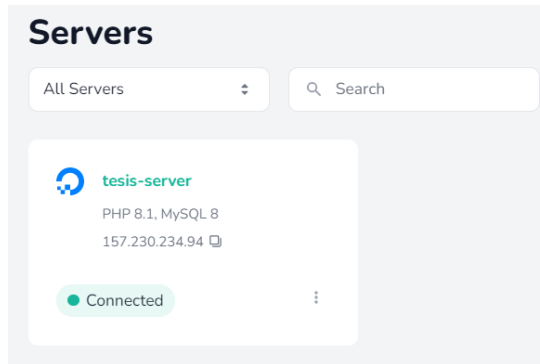 Servers
All Servers
Search
tesis-server
PHP 8.1, MySQL 8
157.230.234.94
Connected